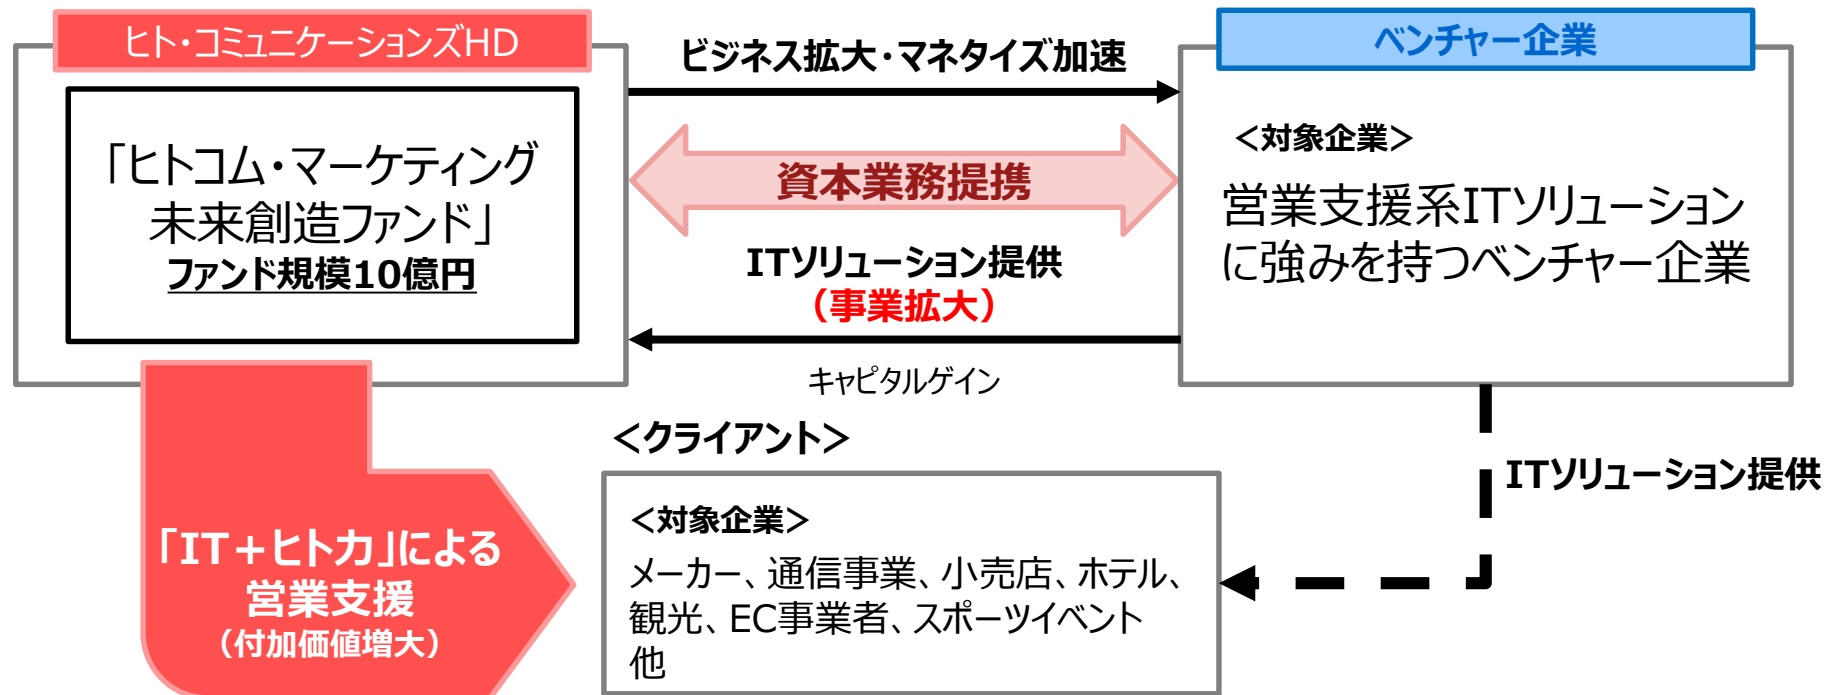 ヒト・コミュニケーションズHD
「ヒトコム・マーケティング
未来創造ファンド」
ファンド規模10億円
ビジネス拡大・マネタイズ加速
資本業務提携
ITソリューション提供
（事業拡大）
キャピタルゲイン
ベンチャー企業
＜対象企業＞
営業支援系ITソリューション
に強みを持つベンチャー企業
ITソリューション提供
「IT＋ヒト力」による
営業支援
（付加価値増大）
＜クライアント＞
＜対象企業＞
メーカー、通信事業、小売店、ホテル、
観光、EC事業者、スポーツイベント
他